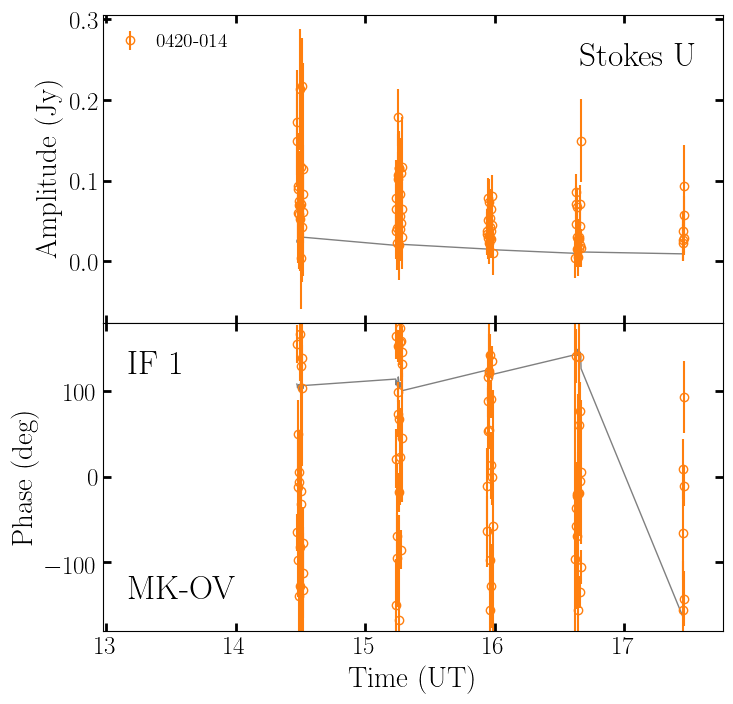 0420-014
Stokes U
0.3
0.2
0.1
0.0
Amplitude (Jy)
IF 1
100
0
−100
Phase (deg)
MK-OV
13 14 15 16 17
Time (UT)